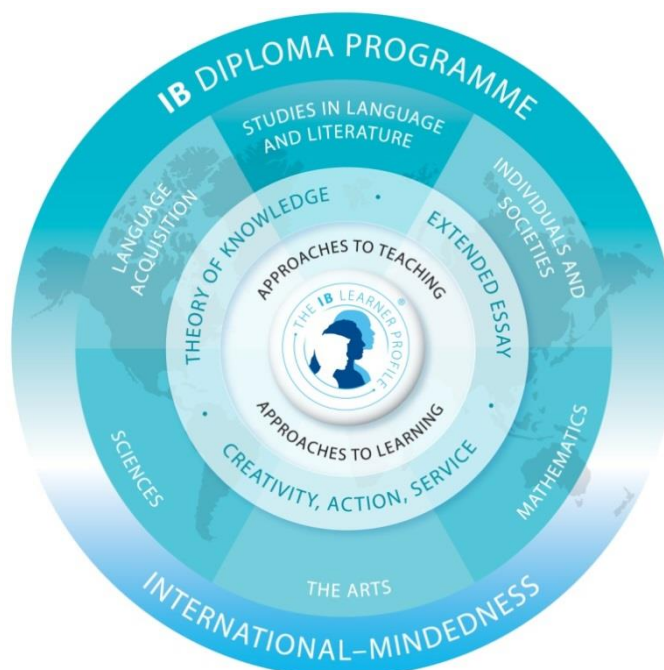 IB DIPLOMA PROGRAMME
STUDIES IN LANGUAGE
AND LITERATURE
LANGUAGE
ACQUISITION
INDIVIDUALS AND
SOCIETIES
THEORY OF KNOWLEDGE
EXTENDED ESSAY
APPROACHES TO TEACHING
THE IB LEARNER PROFILE
®
APPROACHES TO LEARNING
CREATIVITY, ACTION, SERVICE
SCIENCES
MATHEMATICS
THE ARTS
INTERNATIONAL–MINDEDNESS